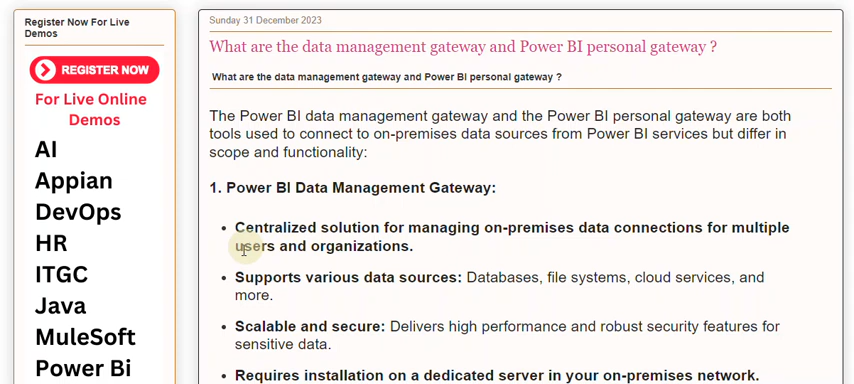 Register Now For Live
Demos
REGISTER NOW
For Live Online
Demos
AI
Appian
DevOps
HR
ITGC
Java
MuleSoft
Power Bi
Sunday 31 December 2023
What are the data management gateway and Power BI personal gateway ?
What are the data management gateway and Power BI personal gateway ?
The Power BI data management gateway and the Power BI personal gateway are both
tools used to connect to on-premises data sources from Power BI services but differ in
scope and functionality:
1. Power BI Data Management Gateway:
• Centralized solution for managing on-premises data connections for multiple
users and organizations.
• Supports various data sources: Databases, file systems, cloud services, and
more.
• Scalable and secure: Delivers high performance and robust security features for
sensitive data.
• Requires installation on a dedicated server in your on-premises network.